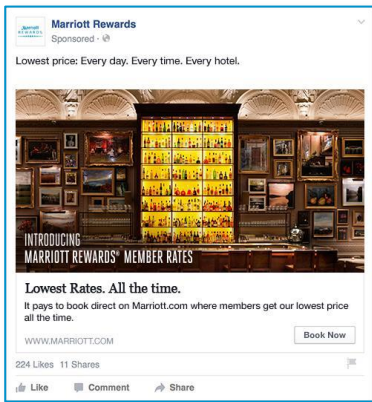 Marriott
REWARDS
Marriott Rewards
Sponsored ·
Lowest price: Every day. Every time. Every hotel.
INTRODUCING
MARRIOTT REWARDS® MEMBER RATES
Lowest Rates. All the time.
It pays to book direct on Marriott.com where members get our lowest price
all the time.
WWW.MARRIOTT.COM
Book Now
224 Likes 11 Shares
Like Comment Share